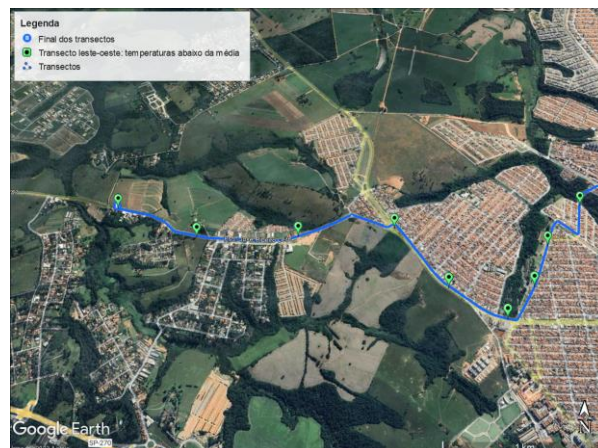 Legenda
Final dos transectos
Transecto leste-oeste: temperaturas abaixo da média
Transectos
N
Google Earth
SP-270